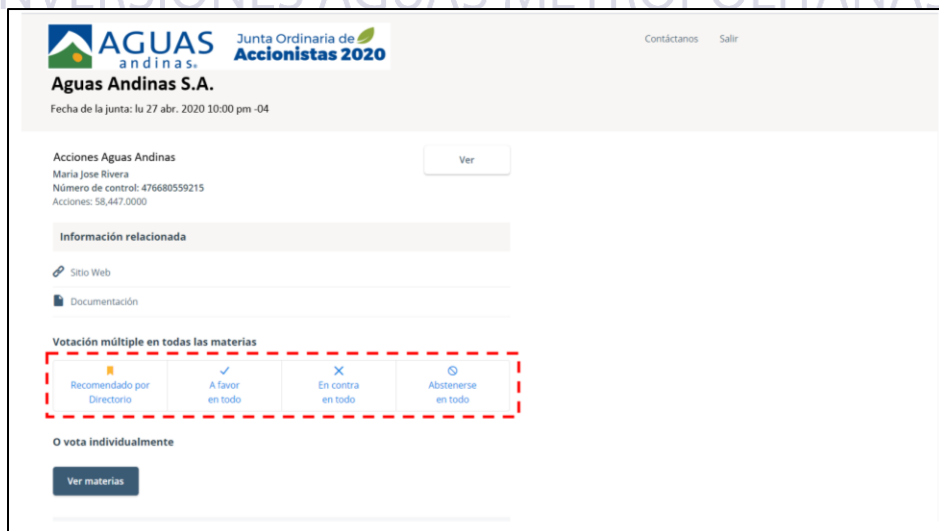 INVERSIONES AGUAS METROPOLITANAS
AGUAS
andinas.
Junta Ordinaria de
Accionistas 2020
Contáctanos Salir
Aguas Andinas S.A.
Fecha de la junta: lu 27 abr. 2020 10:00 pm -04
Acciones Aguas Andinas
Ver
Maria Jose Rivera
Número de control: 476680559215
Acciones: 58,447.0000
Información relacionada
Sitio Web
Documentación
Votación múltiple en todas las materias
Recomendado por
Directorio
A favor
en todo
En contra
en todo
Abstenerse
en todo
O vota individualmente
Ver materias